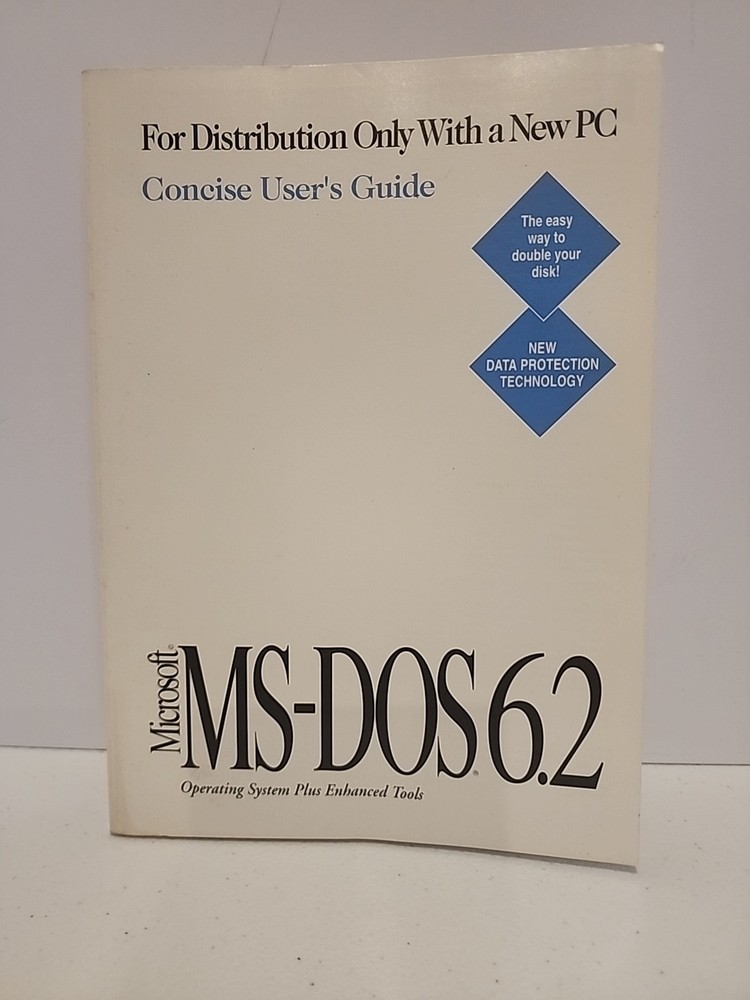 For Distribution Only With a New PC
Concise User's Guide
The easy
way to
double your
disk!
NEW
DATA PROTECTION
TECHNOLOGY
Microsoft®
MS-DOS® 6.2
Operating System Plus Enhanced Tools